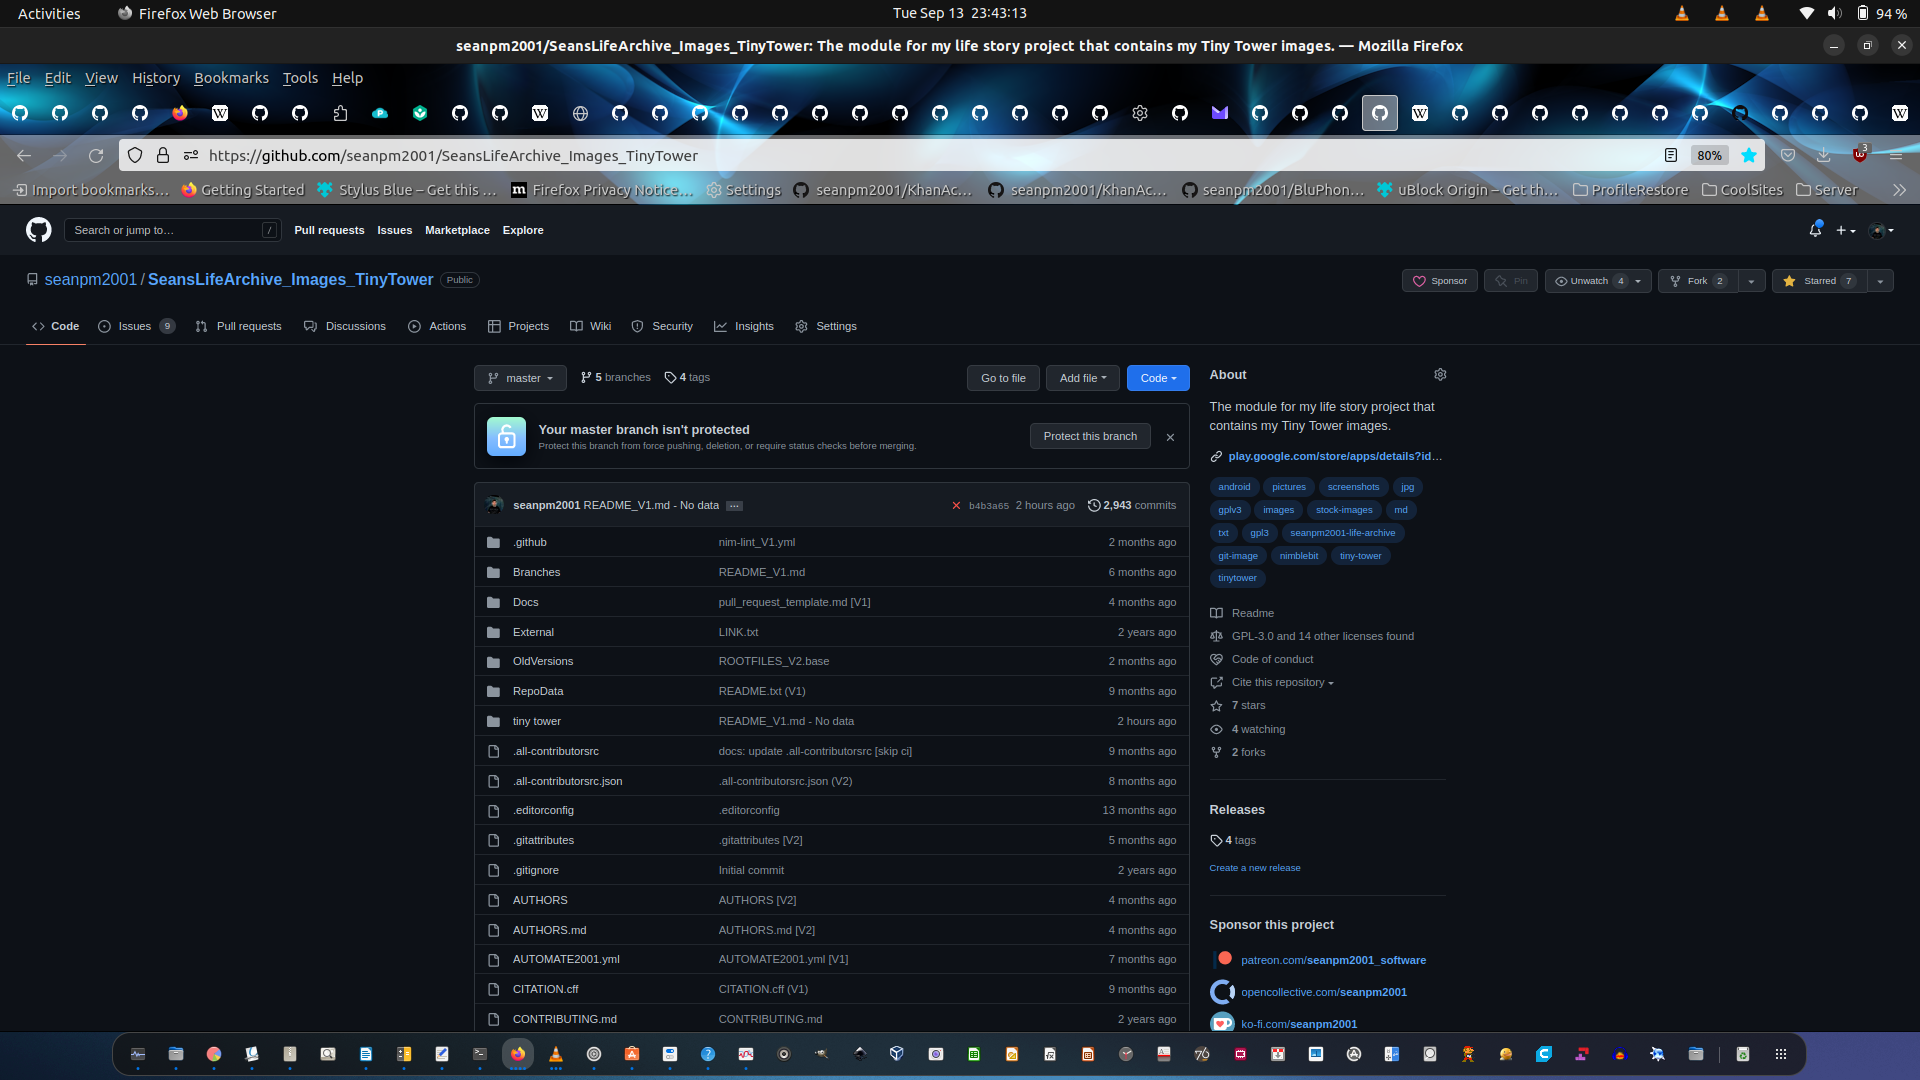 Activities Firefox Web Browser Tue Sep 13 23:43:13 94 %
seanpm2001/SeansLifeArchive_Images_TinyTower: The module for my life story project that contains my Tiny Tower images. — Mozilla Firefox
File Edit View History Bookmarks Tools Help
https://github.com/seanpm2001/SeansLifeArchive_Images_TinyTower 80% 3
Import bookmarks… Getting Started Stylus Blue – Get this … Firefox Privacy Notice… Settings seanpm2001/KhanAc… seanpm2001/KhanAc… seanpm2001/BluPhon… uBlock Origin – Get th… ProfileRestore CoolSites Server
Search or jump to… / Pull requests Issues Marketplace Explore
seanpm2001 / SeansLifeArchive_Images_TinyTower Public Sponsor Pin Unwatch 4 Fork 2 Starred 7
Code Issues 9 Pull requests Discussions Actions Projects Wiki Security Insights Settings
master 5 branches 4 tags Go to file Add file Code
Your master branch isn't protected
Protect this branch from force pushing, deletion, or require status checks before merging.
Protect this branch
seanpm2001 README_V1.md - No data … b4b3a65 2 hours ago 2,943 commits
.github nim-lint_V1.yml 2 months ago
Branches README_V1.md 6 months ago
Docs pull_request_template.md [V1] 4 months ago
External LINK.txt 2 years ago
OldVersions ROOTFILES_V2.base 2 months ago
RepoData README.txt (V1) 9 months ago
tiny tower README_V1.md - No data 2 hours ago
.all-contributorsrc docs: update .all-contributorsrc [skip ci] 9 months ago
.all-contributorsrc.json .all-contributorsrc.json (V2) 8 months ago
.editorconfig .editorconfig 13 months ago
.gitattributes .gitattributes [V2] 5 months ago
.gitignore Initial commit 2 years ago
AUTHORS AUTHORS [V2] 4 months ago
AUTHORS.md AUTHORS.md [V2] 4 months ago
AUTOMATE2001.yml AUTOMATE2001.yml [V1] 7 months ago
CITATION.cff CITATION.cff (V1) 9 months ago
CONTRIBUTING.md CONTRIBUTING.md 2 years ago
About
The module for my life story project that
contains my Tiny Tower images.
play.google.com/store/apps/details?id…
android pictures screenshots jpg
gplv3 images stock-images md
txt gpl3 seanpm2001-life-archive
git-image nimblebit tiny-tower
tinytower
Readme
GPL-3.0 and 14 other licenses found
Code of conduct
Cite this repository
7 stars
4 watching
2 forks
Releases
4 tags
Create a new release
Sponsor this project
patreon.com/seanpm2001_software
opencollective.com/seanpm2001
ko-fi.com/seanpm2001